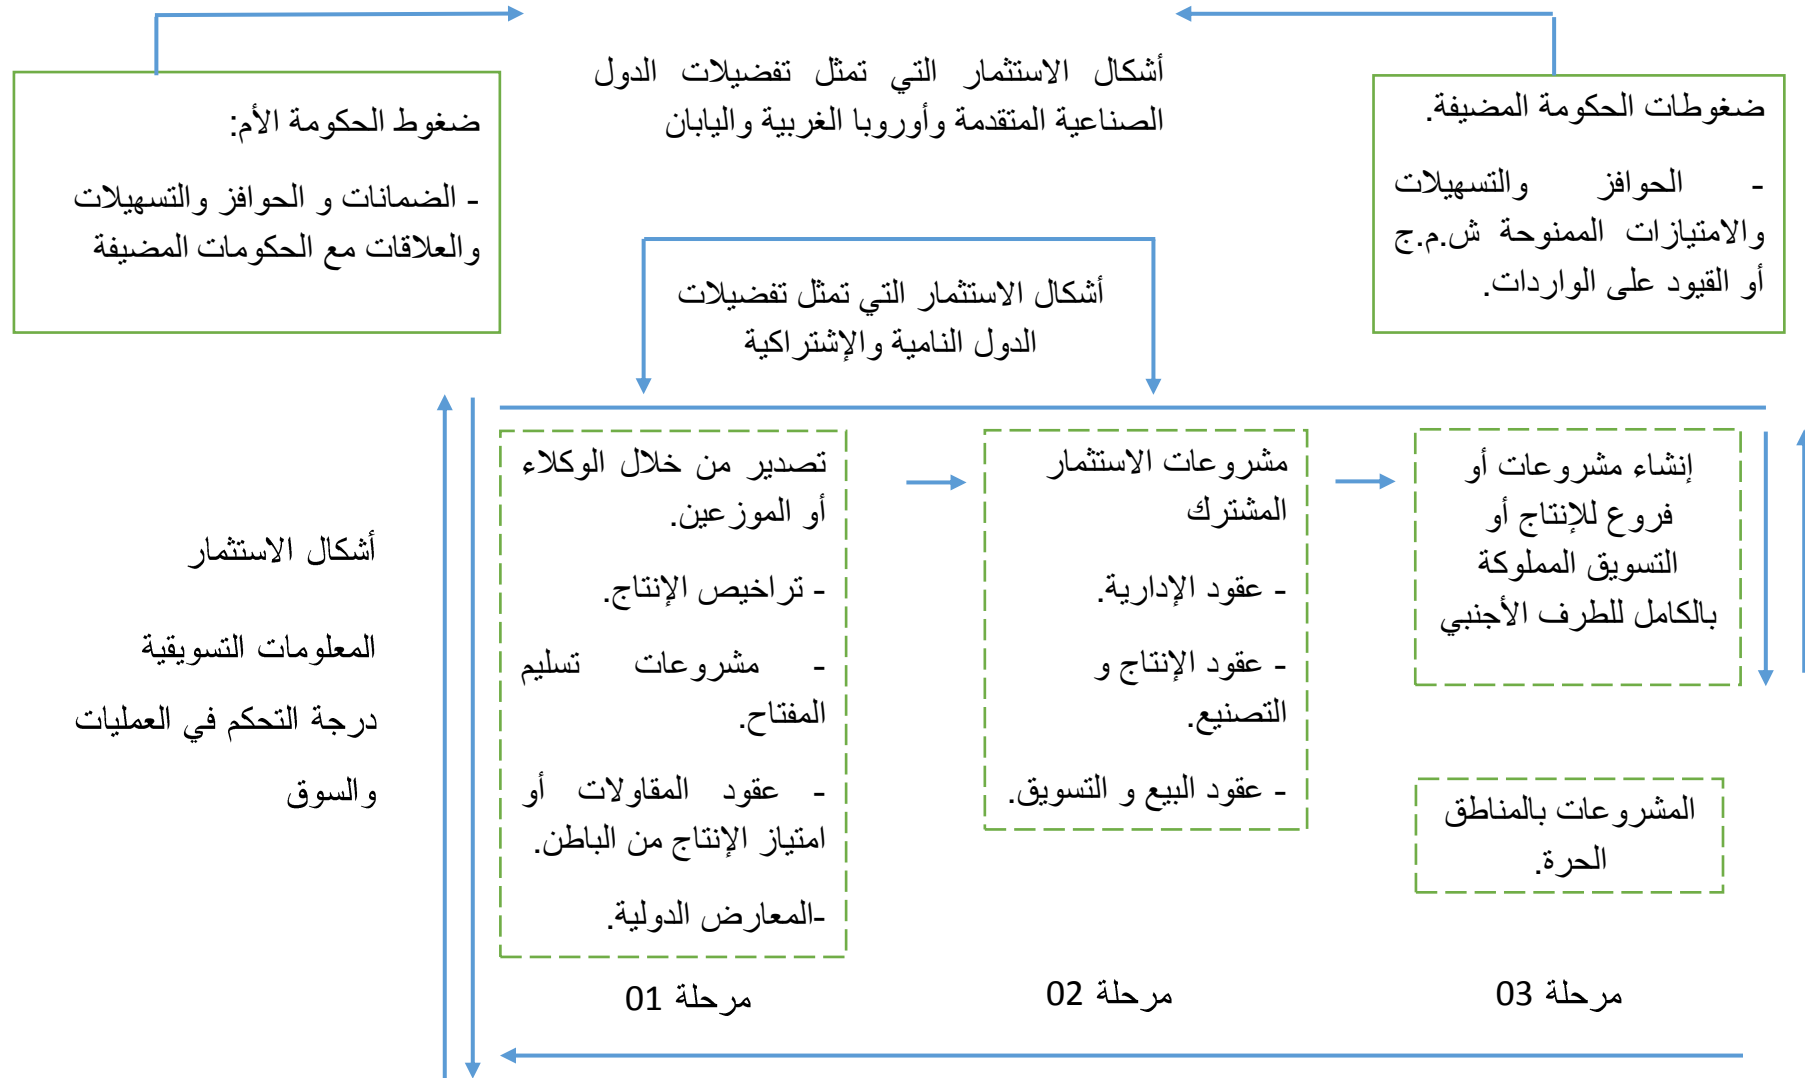 أشكال الاستثمار التي تمثل تفضيلات الدول
الصناعية المتقدمة وأوروبا الغربية واليابان
ضغوطات الحكومة المضيفة.
- الحوافز والتسهيلات
والامتيازات الممنوحة ش.م.ج
أو القيود على الواردات.
ضغوط الحكومة الأم:
- الضمانات و الحوافز والتسهيلات
والعلاقات مع الحكومات المضيفة
أشكال الاستثمار التي تمثل تفضيلات
الدول النامية والإشتراكية
إنشاء مشروعات أو
فروع للإنتاج أو
التسويق المملوكة
بالكامل للطرف الأجنبي
المشروعات بالمناطق
الحرة.
مرحلة 03
مشروعات الاستثمار
المشترك
- عقود الإدارية.
- عقود الإنتاج و
التصنيع.
- عقود البيع و التسويق.
مرحلة 02
تصدير من خلال الوكلاء
أو الموزعين.
- تراخيص الإنتاج.
- مشروعات تسليم
المفتاح.
- عقود المقاولات أو
امتياز الإنتاج من الباطن.
-المعارض الدولية.
مرحلة 01
أشكال الاستثمار
المعلومات التسويقية
درجة التحكم في العمليات
والسوق